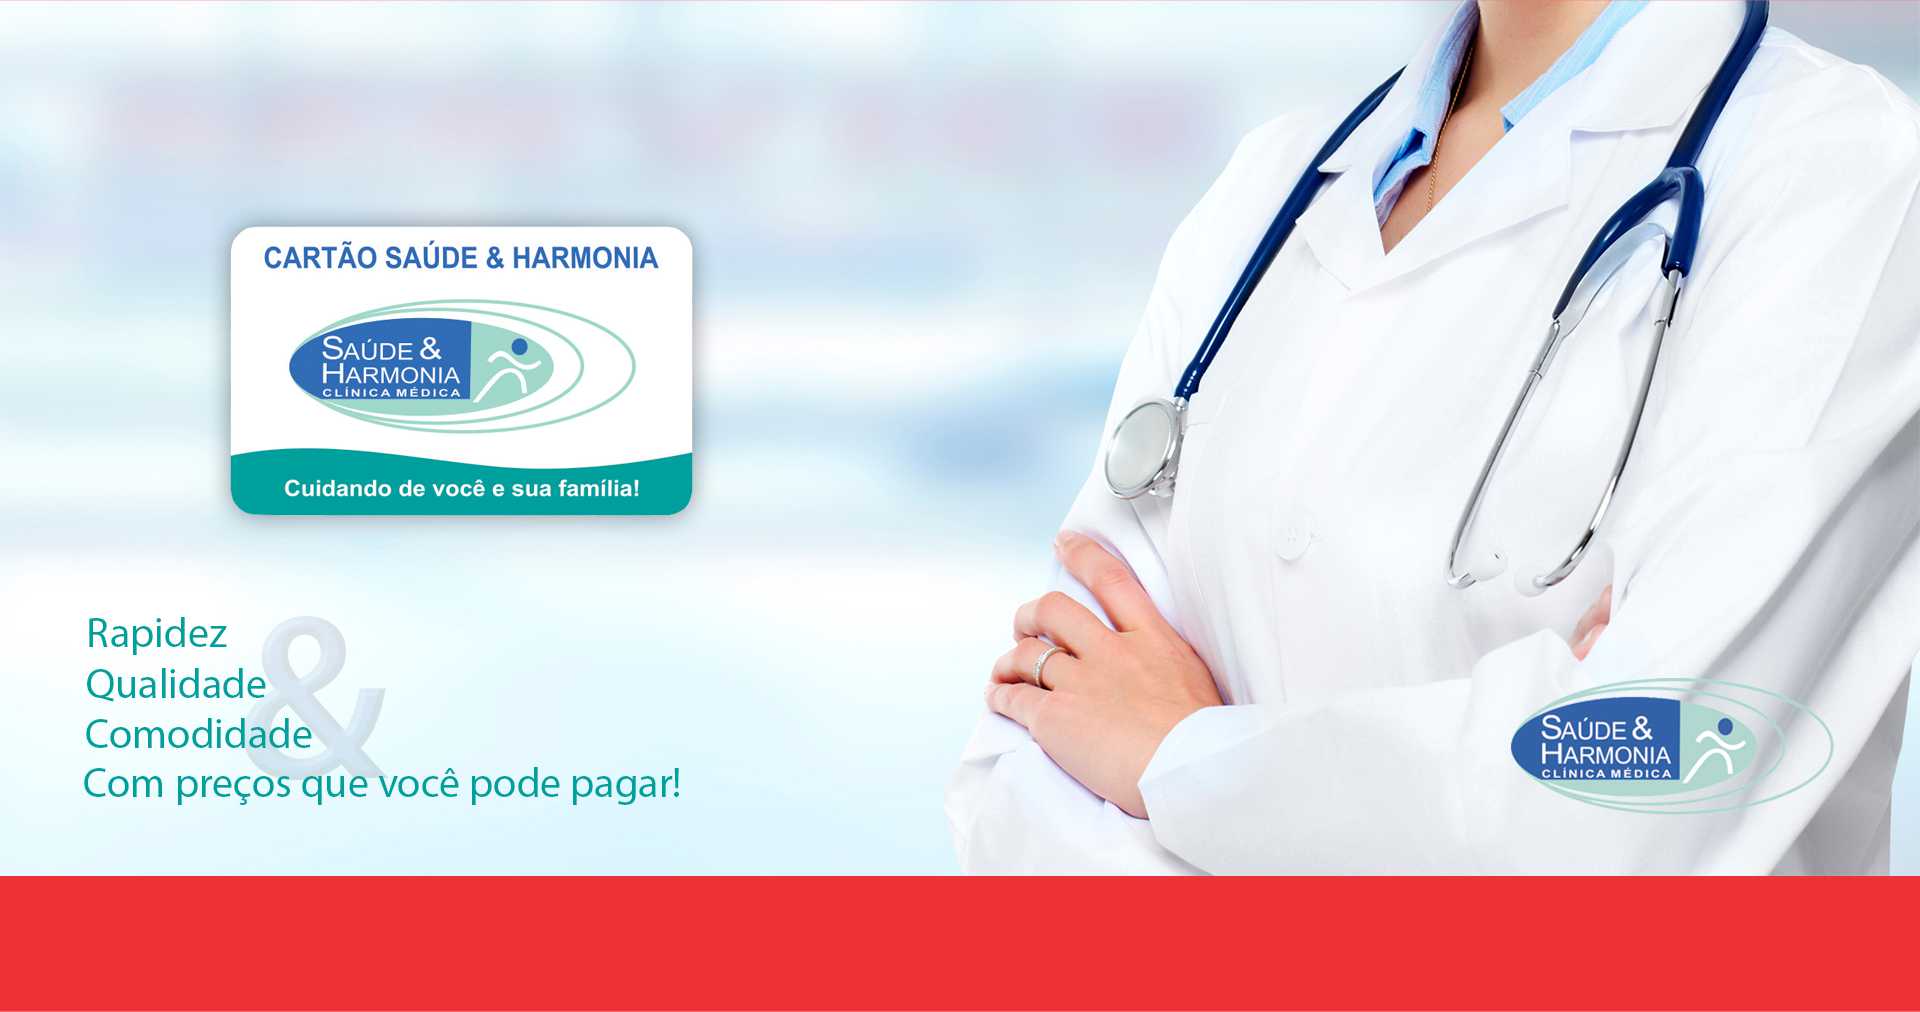 CARTÃO SAÚDE & HARMONIA
SAÚDE &
HARMONIA
CLÍNICA MÉDICA
Cuidando de você e sua família!
&
Rapidez
Qualidade
Comodidade
Com preços que você pode pagar!
SAÚDE &
HARMONIA
CLÍNICA MÉDICA